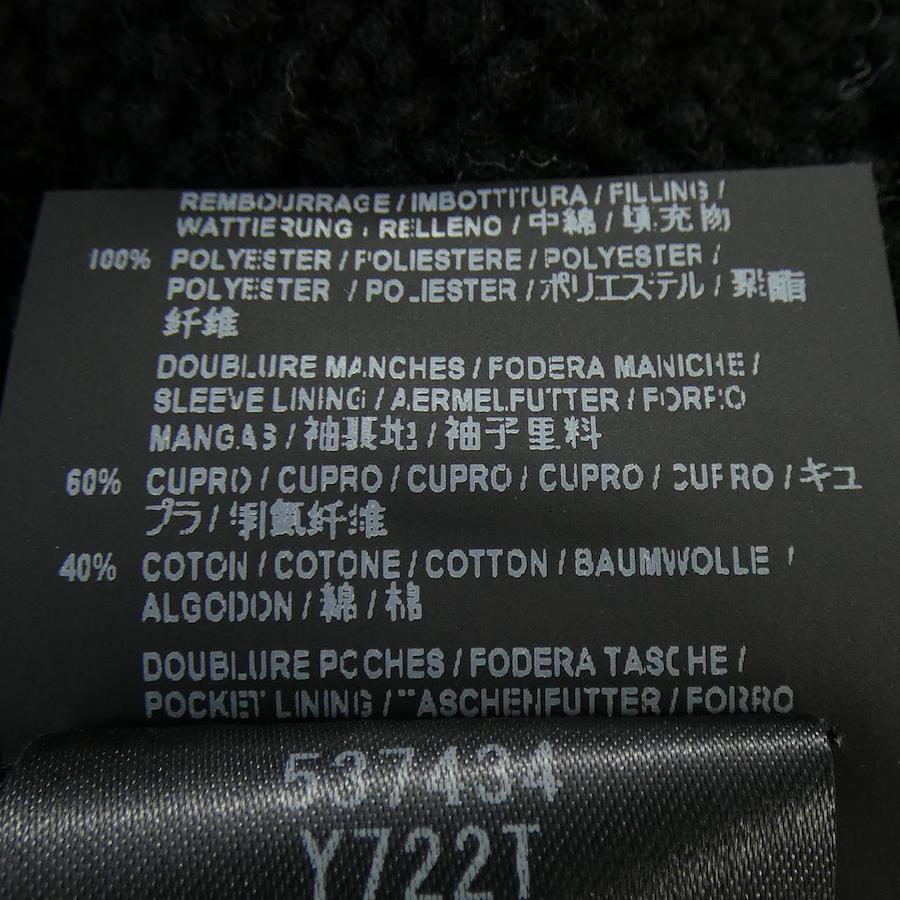 REMBOURRAGE / IMBOTTITURA / FILLING /
WATTIERUNG / RELLENO / 中綿 / 填充物
100% POLYESTER / POLIESTERE / POLYESTER /
POLYESTER / POLIESTER / ポリエステル / 聚酯
纤维
DOUBLURE MANCHES / FODERA MANICHE /
SLEEVE LINING / AERMELFUTTER / FORRO
MANGAS / 袖裏地 / 袖子里料
60% CUPRO / CUPRO / CUPRO / CUPRO / CUPRO / キュ
プラ / 铜氨纤维
40% COTON / COTONE / COTTON / BAUMWOLLE /
ALGODON / 綿 / 棉
DOUBLURE POCHES / FODERA TASCHE /
POCKET LINING / TASCHENFUTTER / FORRO
537434
Y722T